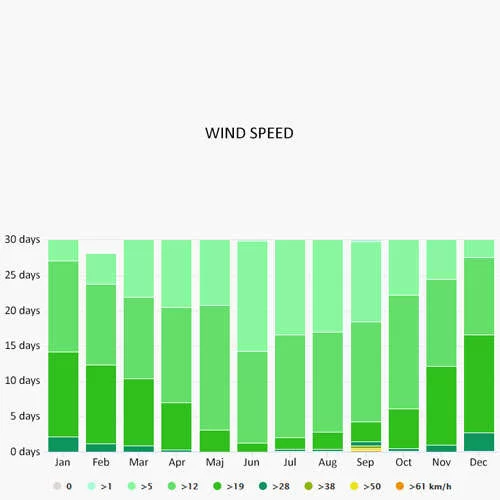 WIND SPEED
30 days
25 days
20 days
15 days
10 days
5 days
0 days
Jan Feb Mar Apr Maj Jun Jul Aug Sep Oct Nov Dec
0 >1 >5 >12 >19 >28 >38 >50 >61 km/h